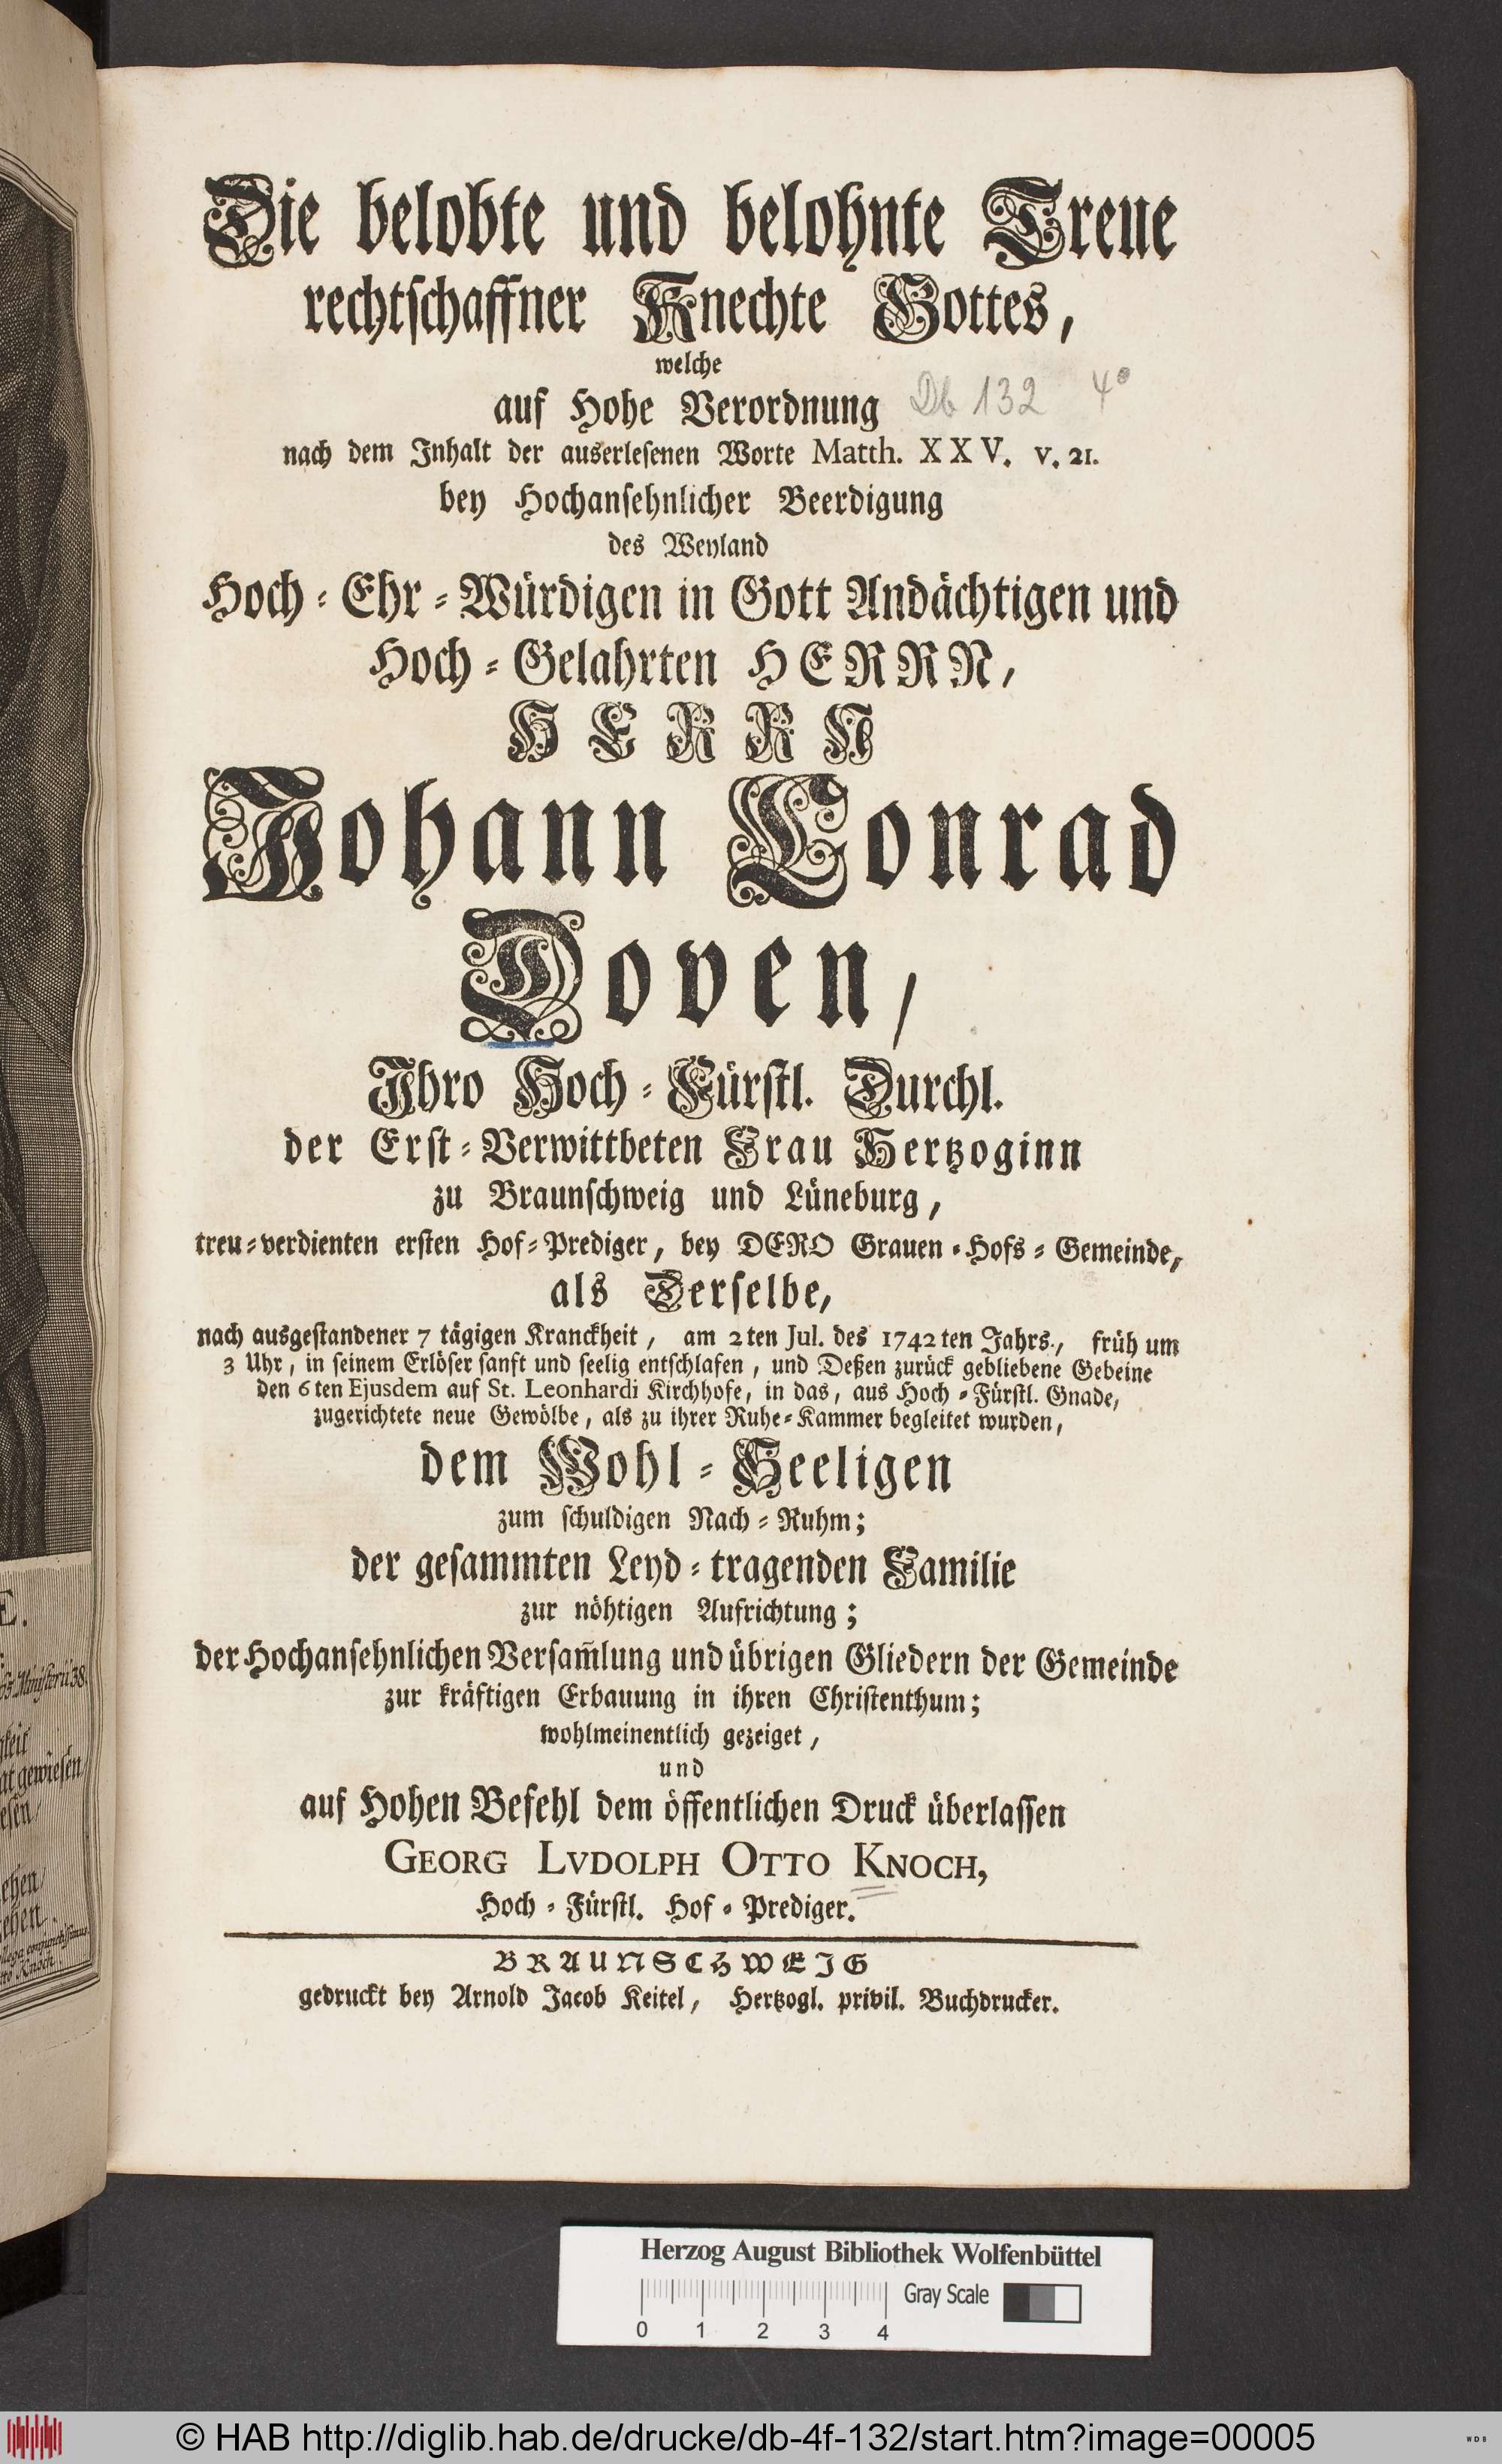 Die belobte und belohnte Treue
rechtschaffner Knechte Gottes,
welche
auf Hohe Verordnung
Db 132 4°
nach dem Inhalt der auserlesenen Worte Matth. XXV. v. 21.
bey Hochansehnlicher Beerdigung
des Weyland
Hoch-Ehr-Würdigen in Gott Andächtigen und
Hoch-Gelahrten HERRN,
HERRN
Johann Conrad
Doven,
Ihro Hoch-Fürstl. Durchl.
der Erst-Verwittbeten Frau Hertzoginn
zu Braunschweig und Lüneburg,
treu-verdienten ersten Hof-Prediger, bey DERO Grauen-Hofs-Gemeinde,
als Derselbe,
nach ausgestandener 7 tägigen Kranckheit, am 2ten Jul. des 1742ten Jahrs., früh um
3 Uhr, in seinem Erlöser sanft und seelig entschlafen, und Deßen zurück gebliebene Gebeine
den 6ten Ejusdem auf St. Leonhardi Kirchhofe, in das, aus Hoch-Fürstl. Gnade,
zugerichtete neue Gewölbe, als zu ihrer Ruhe-Kammer begleitet wurden,
dem Wohl-Seeligen
zum schuldigen Nach-Ruhm;
der gesammten Leyd-tragenden Familie
zur nöhtigen Aufrichtung;
der Hochansehnlichen Versam̃lung und übrigen Gliedern der Gemeinde
zur kräftigen Erbauung in ihren Christenthum;
wohlmeinentlich gezeiget,
und
auf Hohen Befehl dem öffentlichen Druck überlassen
GEORG LVDOLPH OTTO KNOCH,
Hoch-Fürstl. Hof-Prediger.
BRAUNSCHWEIG
gedruckt bey Arnold Jacob Keitel, Hertzogl. privil. Buchdrucker.
E.
38.
gewiesen
Knoch
Herzog August Bibliothek Wolfenbüttel
Gray Scale
0 1 2 3 4
© HAB http://diglib.hab.de/drucke/db-4f-132/start.htm?image=00005
WDB